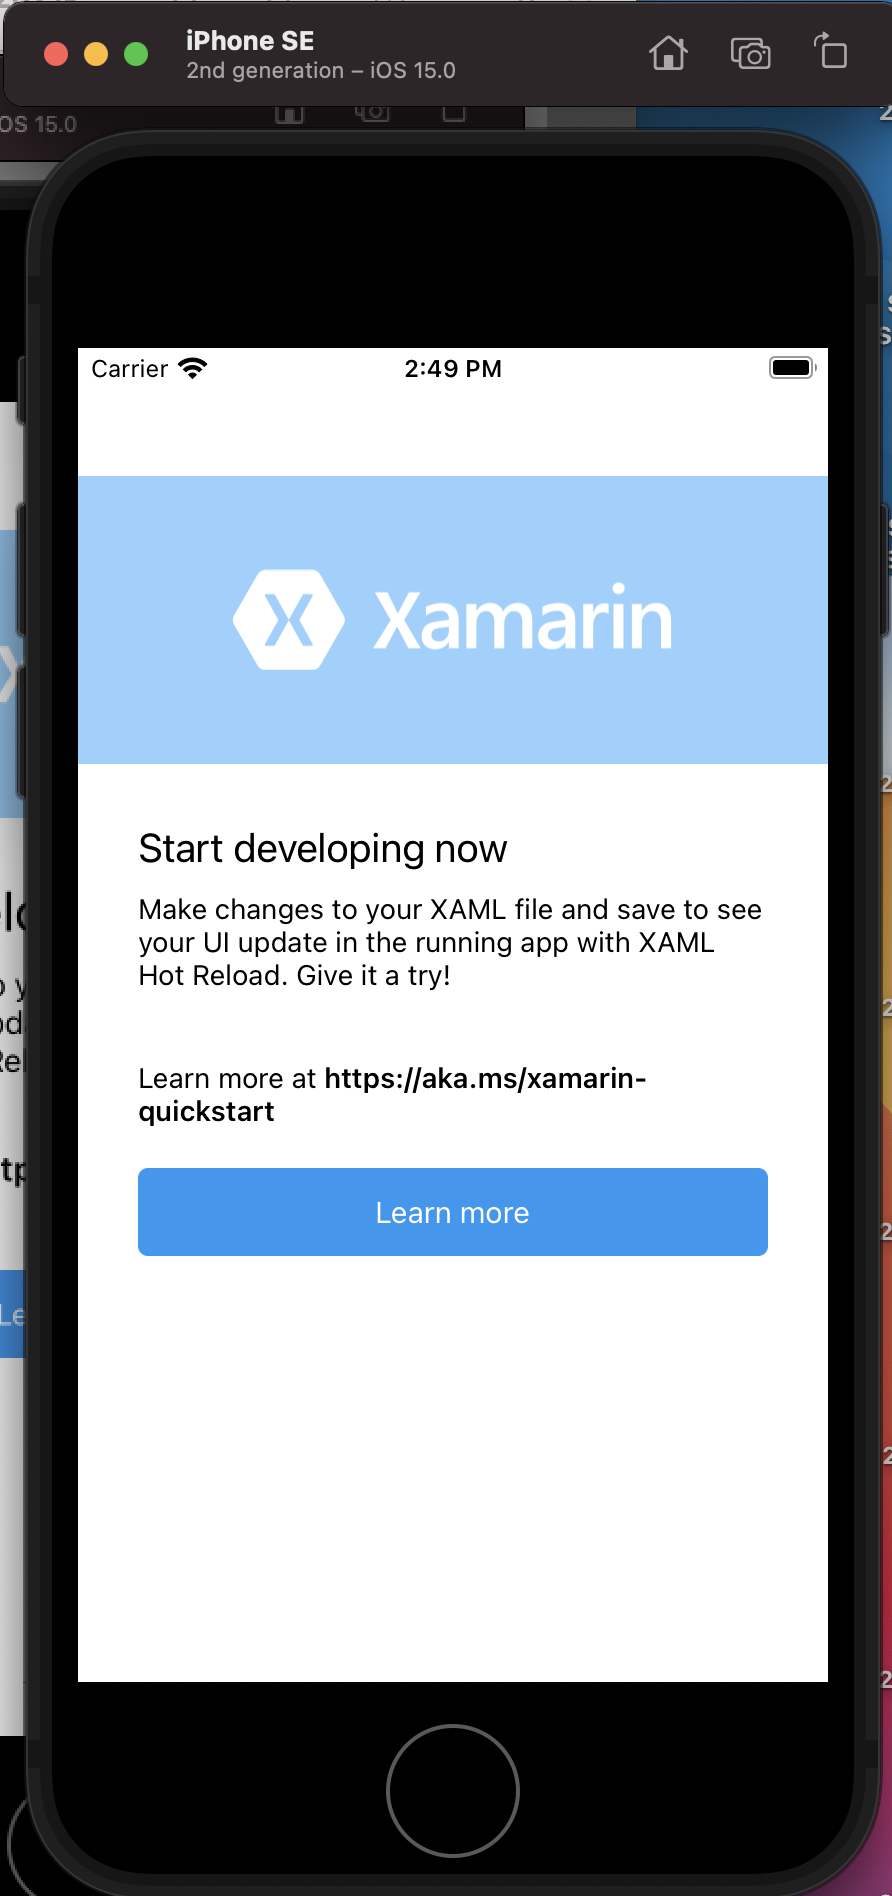 iPhone SE
2nd generation – iOS 15.0
OS 15.0
Carrier
2:49 PM
Xamarin
Start developing now
Make changes to your XAML file and save to see
your UI update in the running app with XAML
Hot Reload. Give it a try!
Learn more at https://aka.ms/xamarin-
quickstart
Learn more